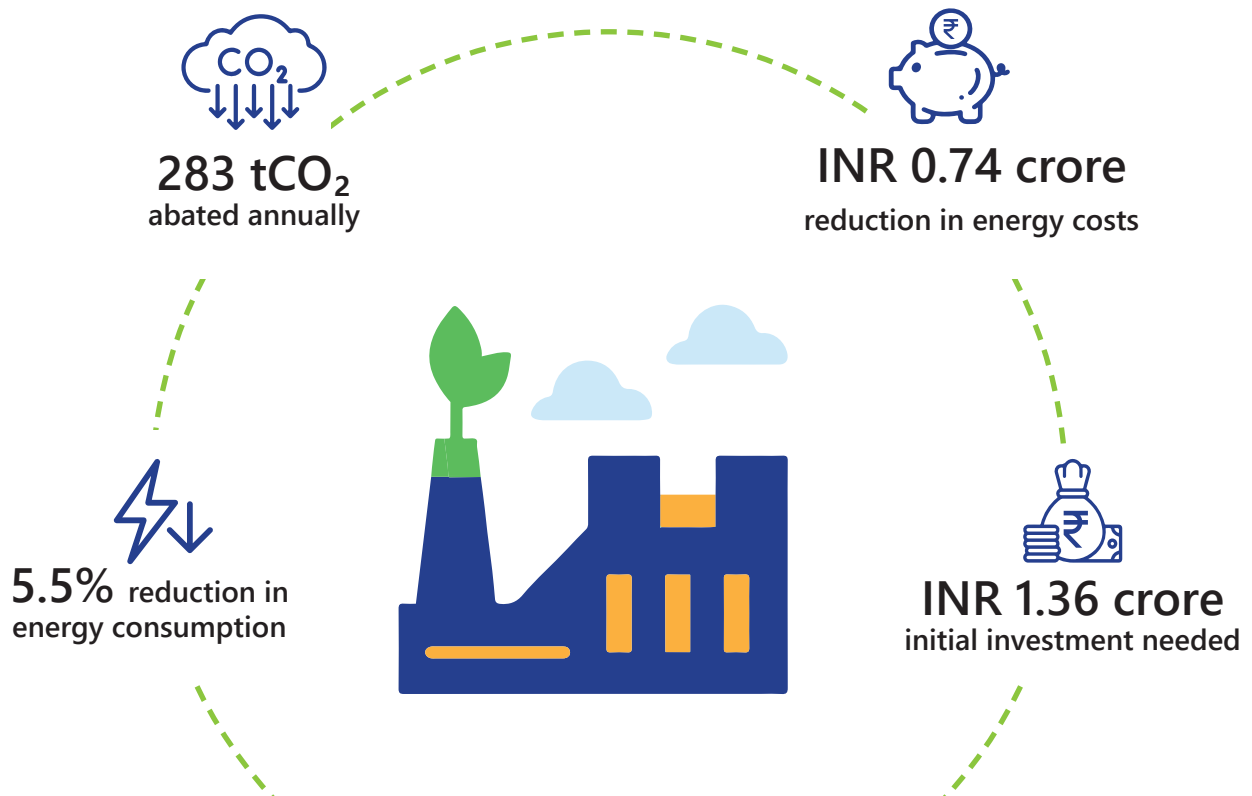 CO₂
283 tCO₂
abated annually
₹
INR 0.74 crore
reduction in energy costs
5.5% reduction in
energy consumption
₹
INR 1.36 crore
initial investment needed